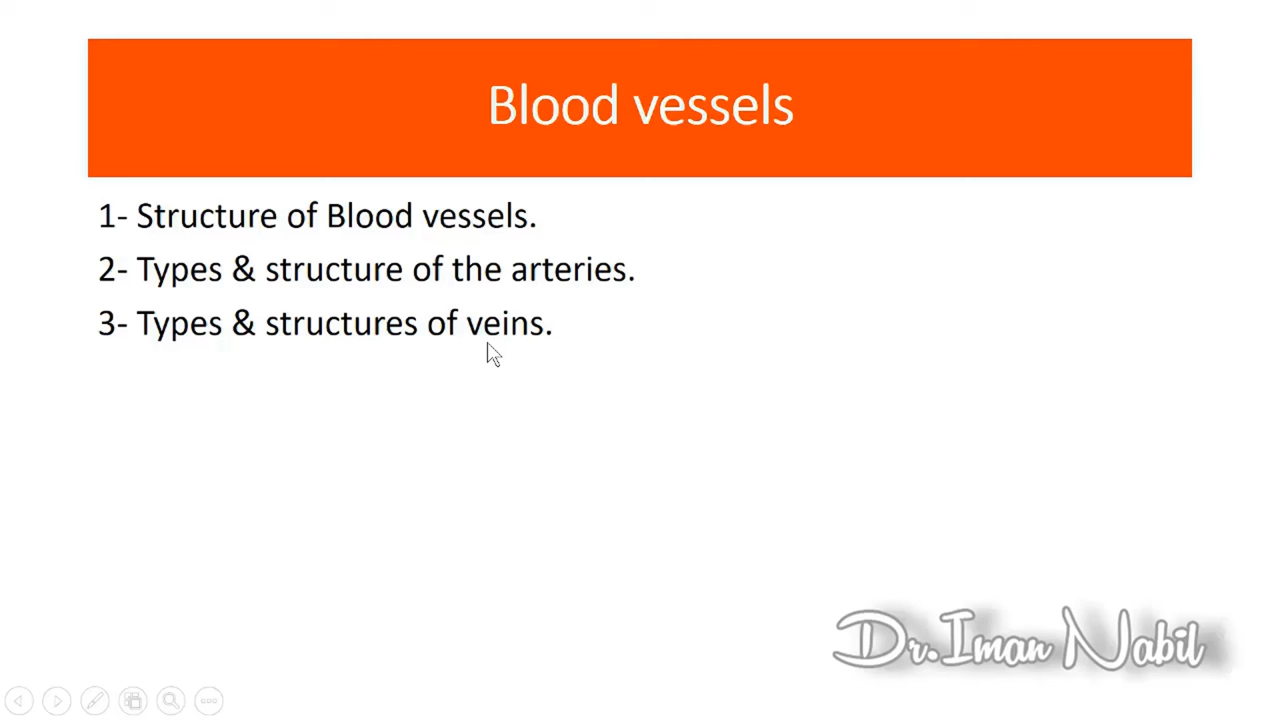 Blood vessels
1- Structure of Blood vessels.
2- Types & structure of the arteries.
3- Types & structures of veins.
Dr.Iman Nabil